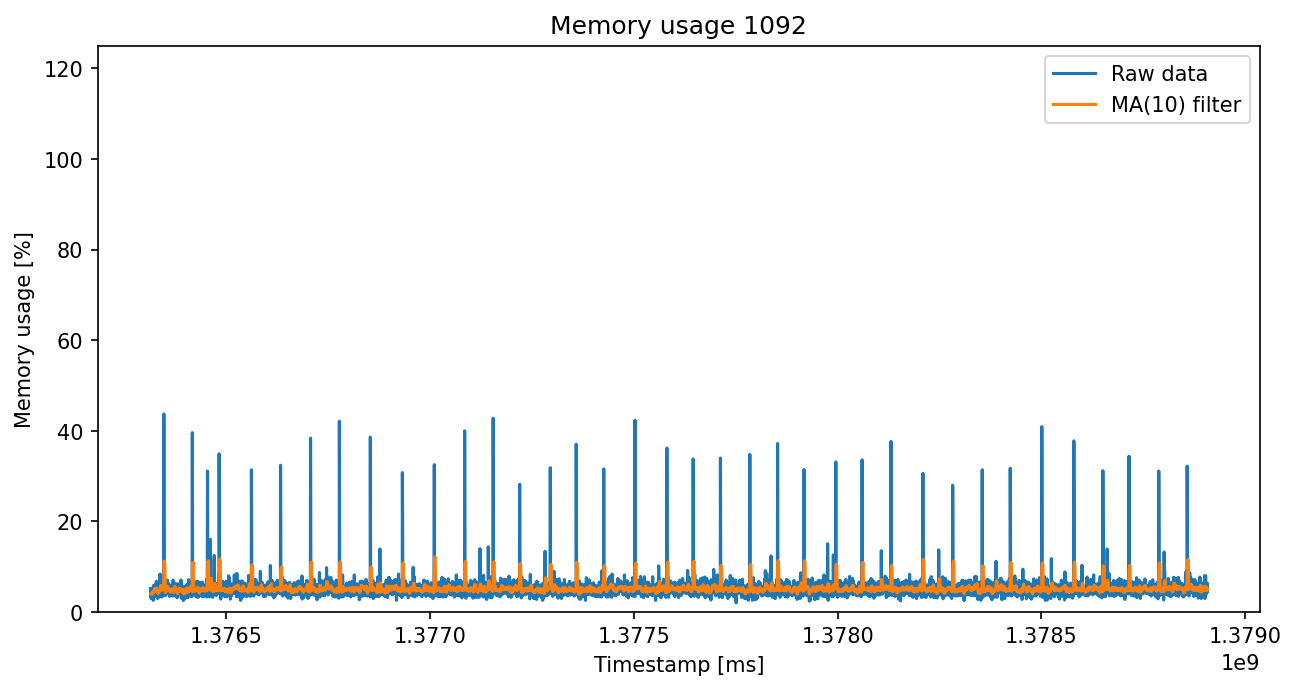 Memory usage 1092
Raw data
MA(10) filter
Memory usage [%]
120
100
80
60
40
20
0
1.3765 1.3770 1.3775 1.3780 1.3785 1.3790
1e9
Timestamp [ms]